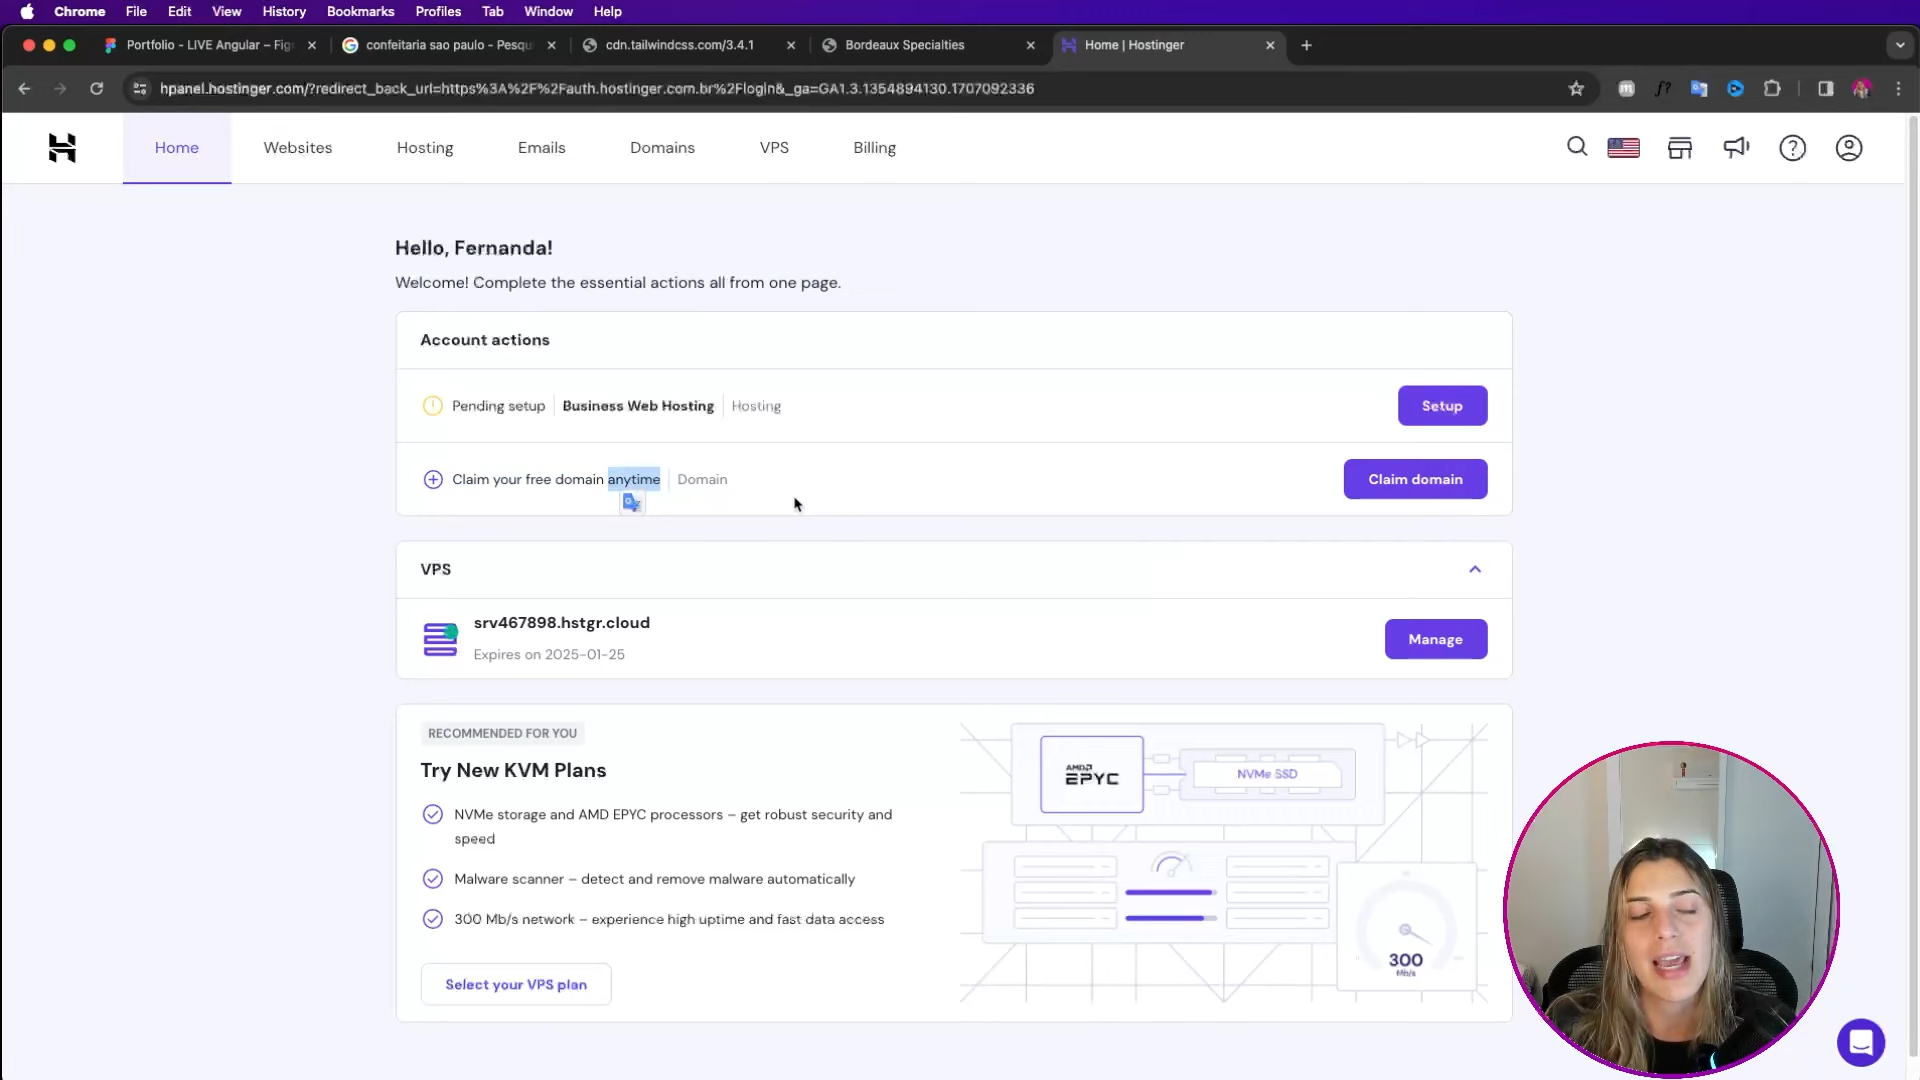 Chrome File Edit View History Bookmarks Profiles Tab Window Help
Portfolio - LIVE Angular – Fig
confeitaria sao paulo - Pesqu
cdn.tailwindcss.com/3.4.1
Bordeaux Specialties
Home | Hostinger
hpanel.hostinger.com/?redirect_back_url=https%3A%2F%2Fauth.hostinger.com.br%2Flogin&_ga=GA1.3.1354894130.1707092336
Home Websites Hosting Emails Domains VPS Billing
Hello, Fernanda!
Welcome! Complete the essential actions all from one page.
Account actions
Pending setup Business Web Hosting Hosting Setup
Claim your free domain anytime Domain Claim domain
VPS
srv467898.hstgr.cloud
Expires on 2025-01-25
Manage
RECOMMENDED FOR YOU
Try New KVM Plans
NVMe storage and AMD EPYC processors – get robust security and
speed
Malware scanner – detect and remove malware automatically
300 Mb/s network – experience high uptime and fast data access
Select your VPS plan
AMD
EPYC
NVMe SSD
300
Mb/s